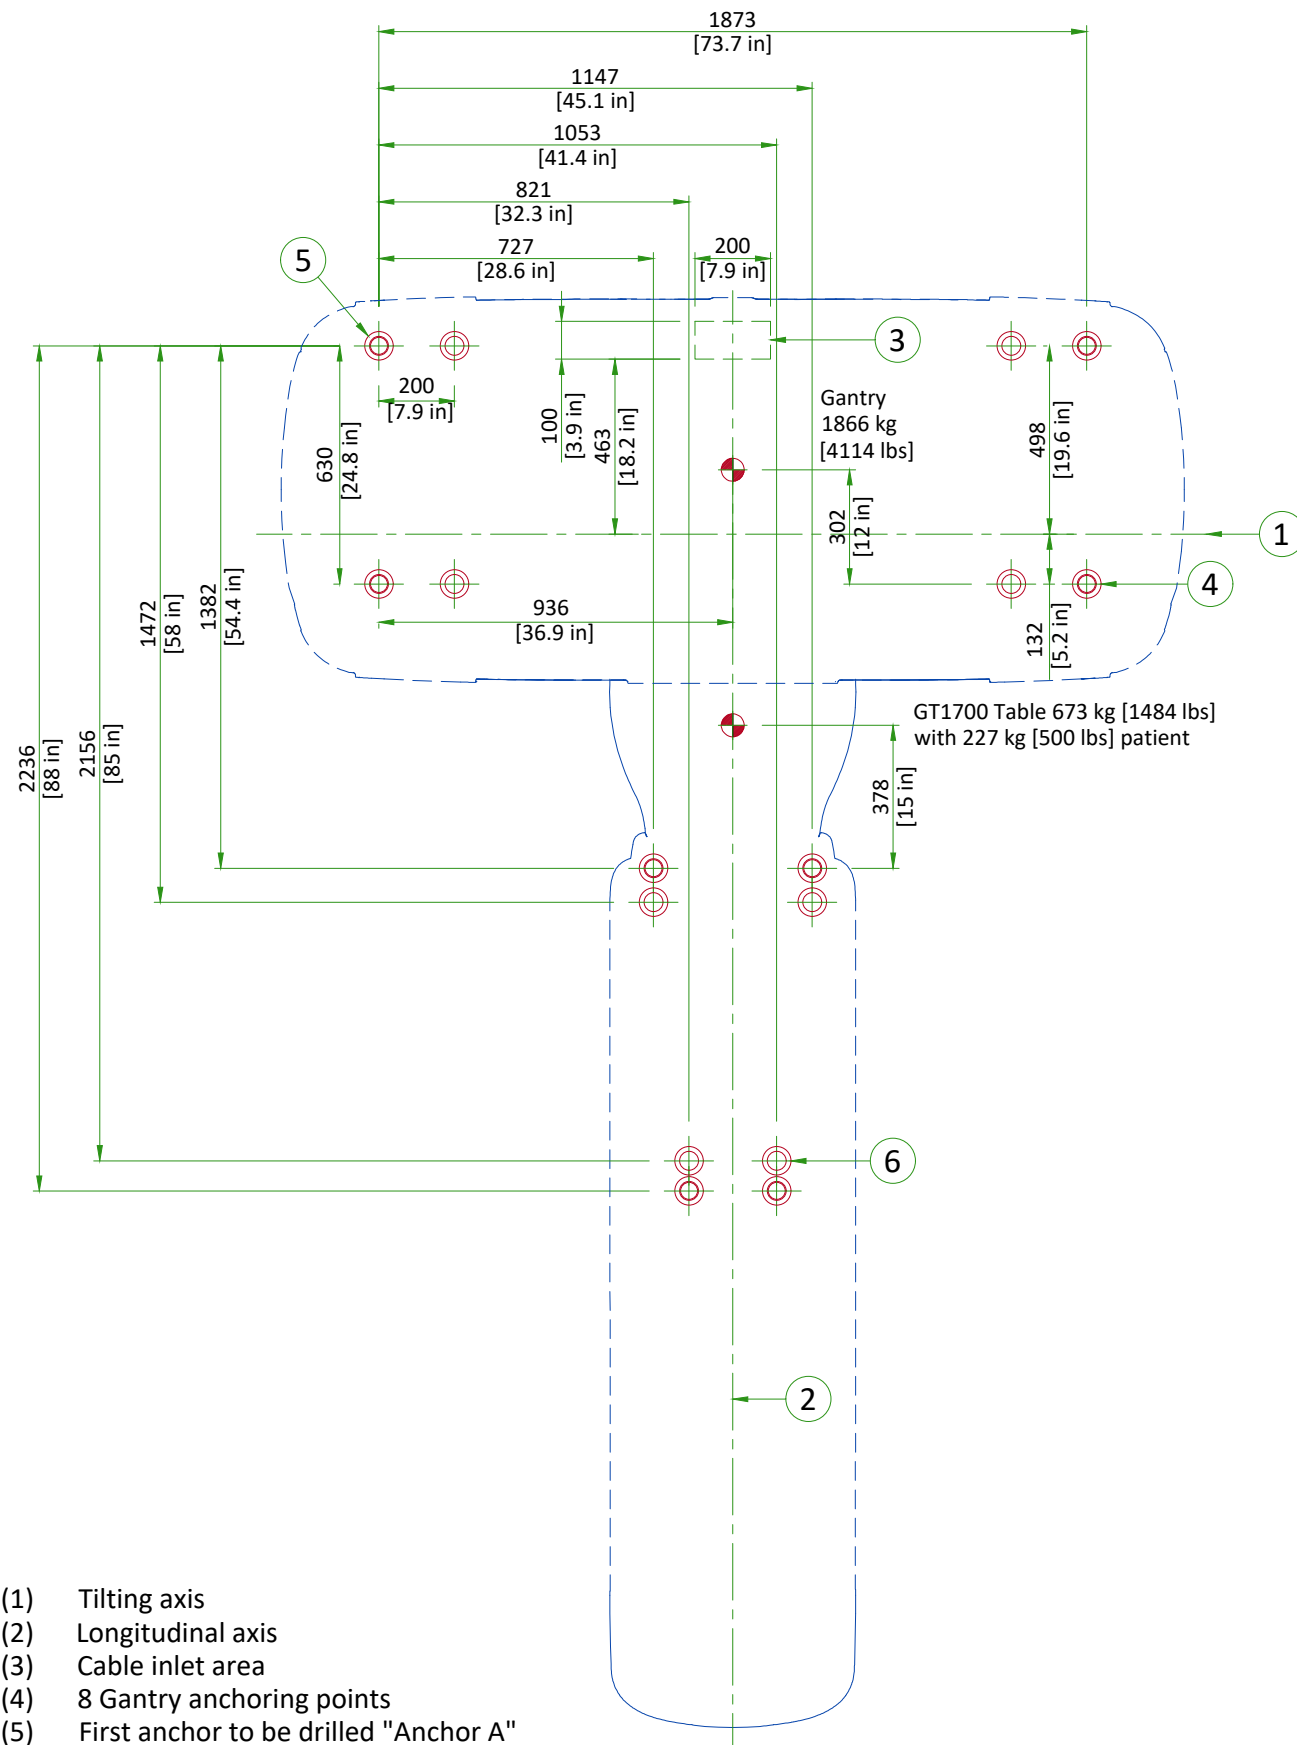 1873
[73.7 in]
1147
[45.1 in]
1053
[41.4 in]
821
[32.3 in]
727
[28.6 in]
200
[7.9 in]
5
3
200
[7.9 in]
100
[3.9 in]
463
[18.2 in]
Gantry
1866 kg
[4114 lbs]
498
[19.6 in]
630
[24.8 in]
302
[12 in]
1
4
1472
[58 in]
1382
[54.4 in]
936
[36.9 in]
132
[5.2 in]
2236
[88 in]
2156
[85 in]
GT1700 Table 673 kg [1484 lbs]
with 227 kg [500 lbs] patient
378
[15 in]
6
2
(1) Tilting axis
(2) Longitudinal axis
(3) Cable inlet area
(4) 8 Gantry anchoring points
(5) First anchor to be drilled "Anchor A"